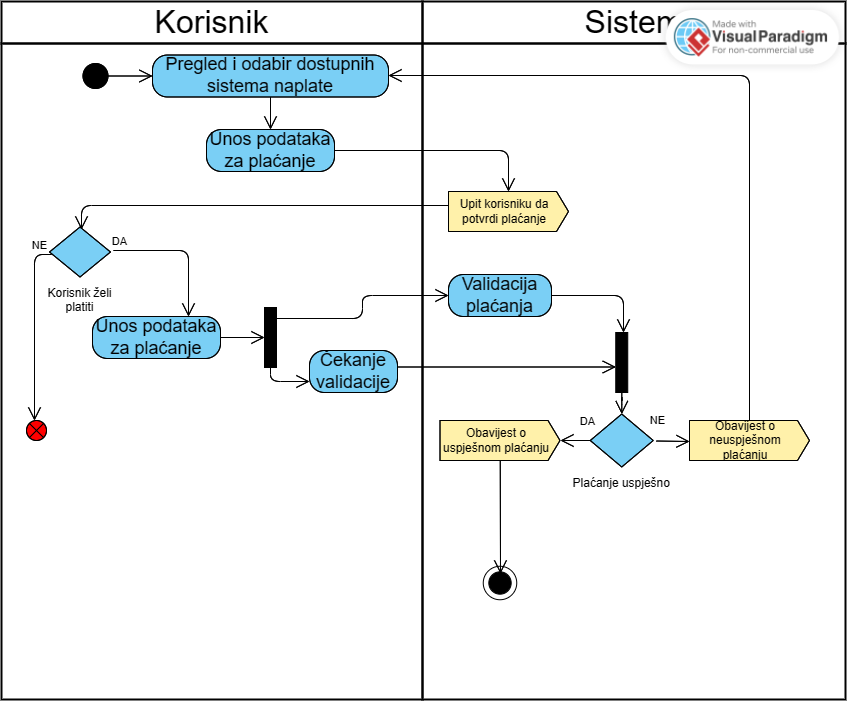 Korisnik
Sistem
Made with
VisualParadigm
For non-commercial use
Pregled i odabir dostupnih
sistema naplate
Unos podataka
za plaćanje
Upit korisniku da
potvrdi plaćanje
NE
DA
Korisnik želi
platiti
Validacija
plaćanja
Unos podataka
za plaćanje
Čekanje
validacije
DA
NE
Obavijest o
uspješnom plaćanju
Obavijest o
neuspješnom
plaćanju
Plaćanje uspješno